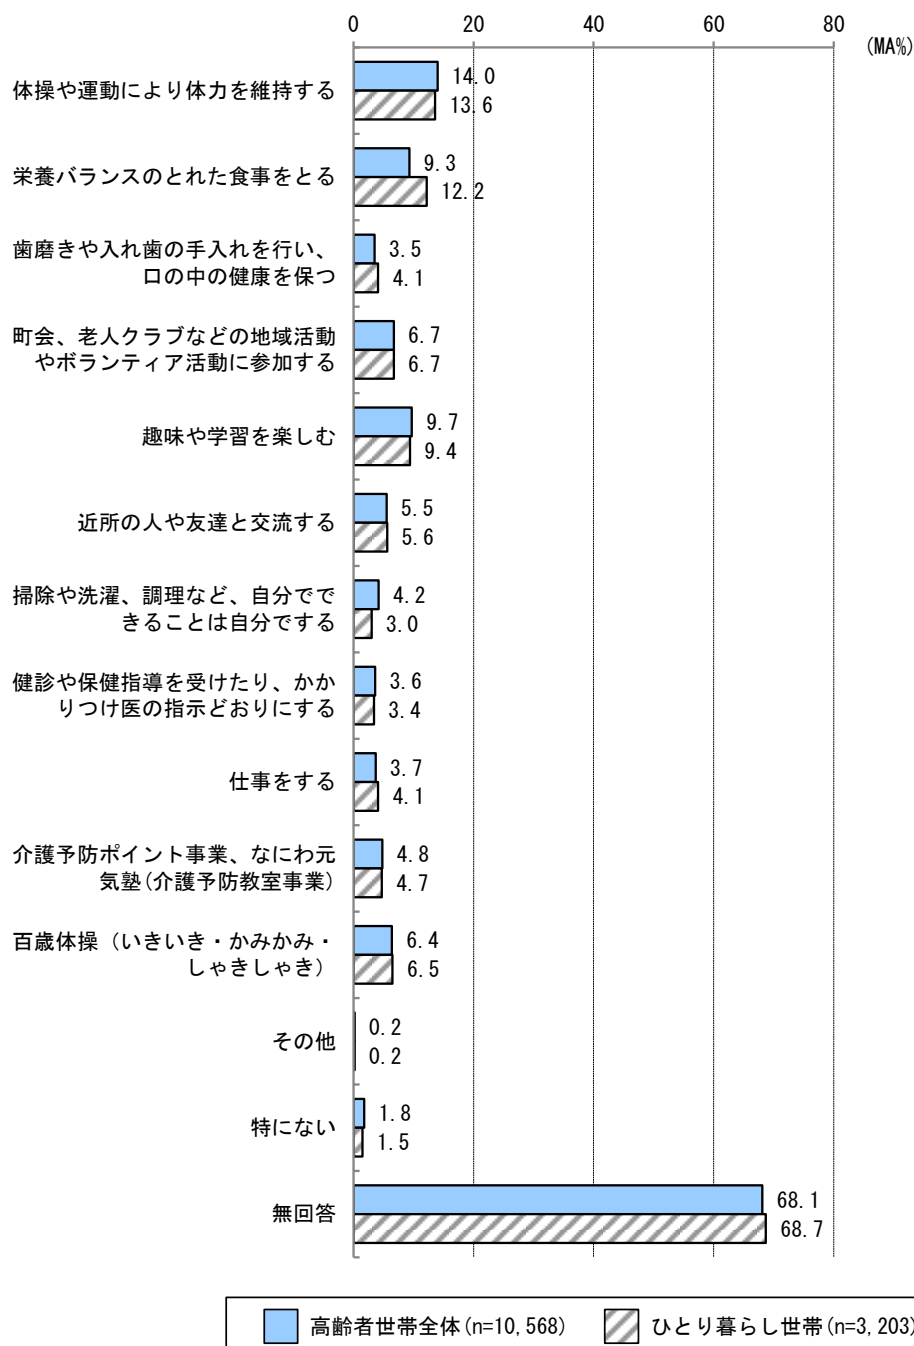 0 20 40 60 80
(MA%)
体操や運動により体力を維持する
14.0
13.6
栄養バランスのとれた食事をとる
9.3
12.2
歯磨きや入れ歯の手入れを行い、
口の中の健康を保つ
3.5
4.1
町会、老人クラブなどの地域活動
やボランティア活動に参加する
6.7
6.7
趣味や学習を楽しむ
9.7
9.4
近所の人や友達と交流する
5.5
5.6
掃除や洗濯、調理など、自分でで
きることは自分でする
4.2
3.0
健診や保健指導を受けたり、かか
りつけ医の指示どおりにする
3.6
3.4
仕事をする
3.7
4.1
介護予防ポイント事業、なにわ元
気塾(介護予防教室事業)
4.8
4.7
百歳体操（いきいき・かみかみ・
しゃきしゃき）
6.4
6.5
その他
0.2
0.2
特にない
1.8
1.5
無回答
68.1
68.7
高齢者世帯全体(n=10,568) ひとり暮らし世帯(n=3,203)